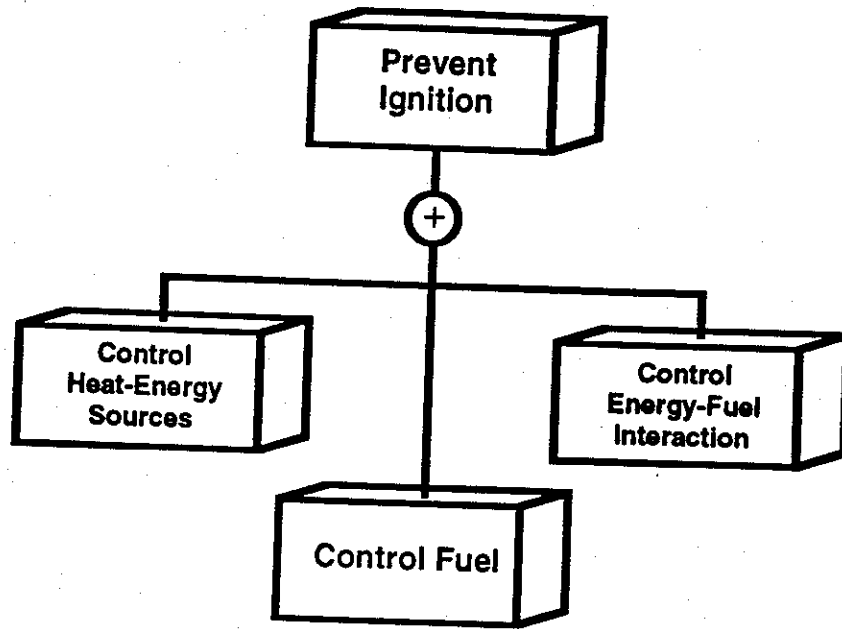 Prevent
Ignition
+
Control
Heat-Energy
Sources
Control
Energy-Fuel
Interaction
Control Fuel